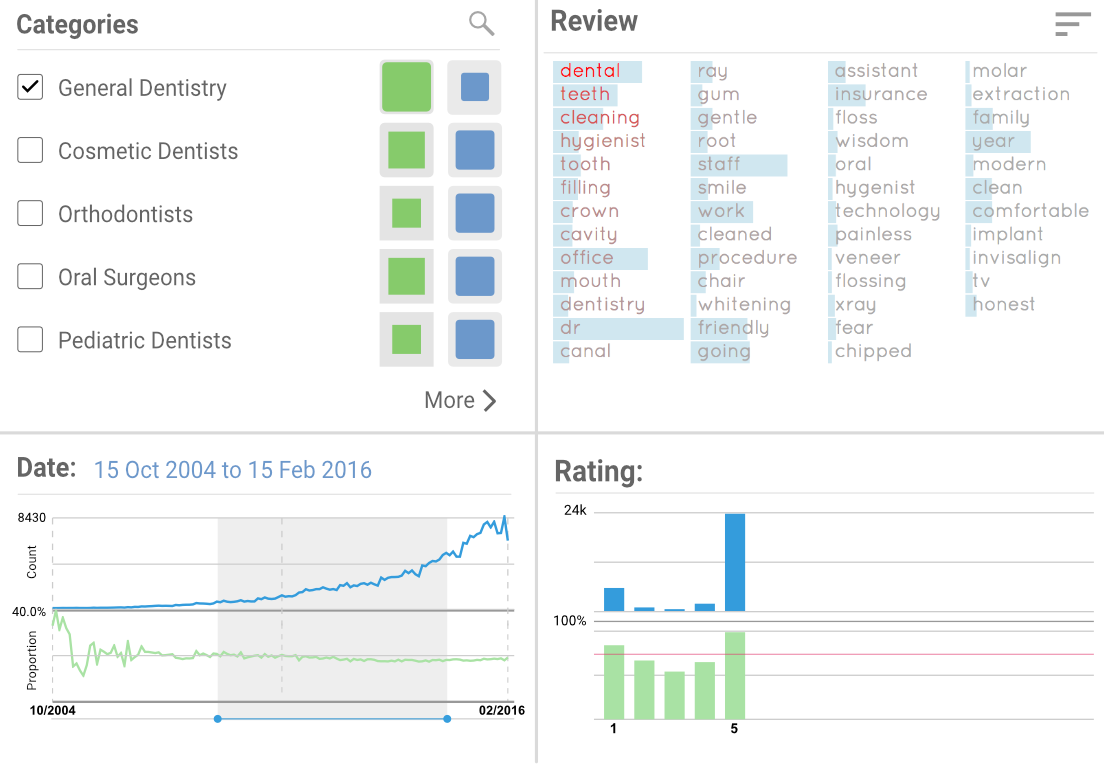 Categories
General Dentistry
Cosmetic Dentists
Orthodontists
Oral Surgeons
Pediatric Dentists
More
Review
dental
teeth
cleaning
hygienist
tooth
filling
crown
cavity
office
mouth
dentistry
dr
canal
ray
gum
gentle
root
staff
smile
work
cleaned
procedure
chair
whitening
friendly
going
assistant
insurance
floss
wisdom
oral
hygenist
technology
painless
veneer
flossing
xray
fear
chipped
molar
extraction
family
year
modern
clean
comfortable
implant
invisalign
tv
honest
Date: 15 Oct 2004 to 15 Feb 2016
8430
Count
40.0%
Proportion
10/2004 02/2016
Rating:
24k
100%
1 5